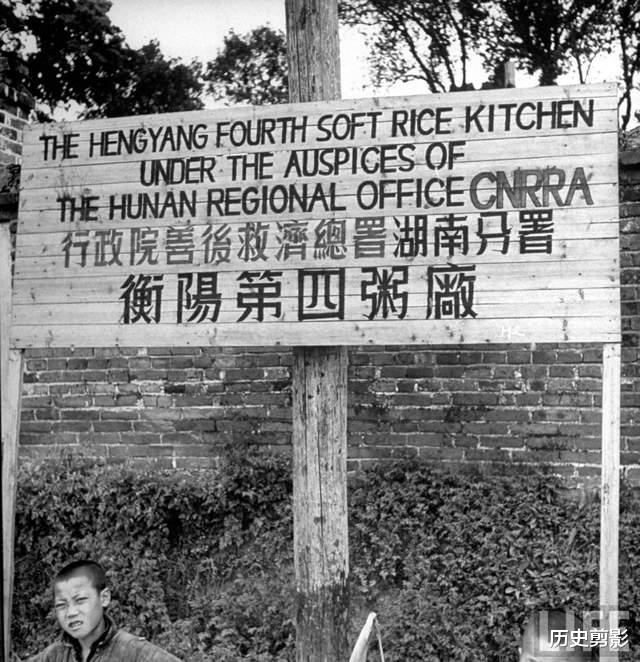 THE HENGYANG FOURTH SOFT RICE KITCHEN
UNDER THE AUSPICES OF
THE HUNAN REGIONAL OFFICE CNRRA
行政院善後救濟總署湖南分署
衡陽第四粥廠
LIFE
历史剪影